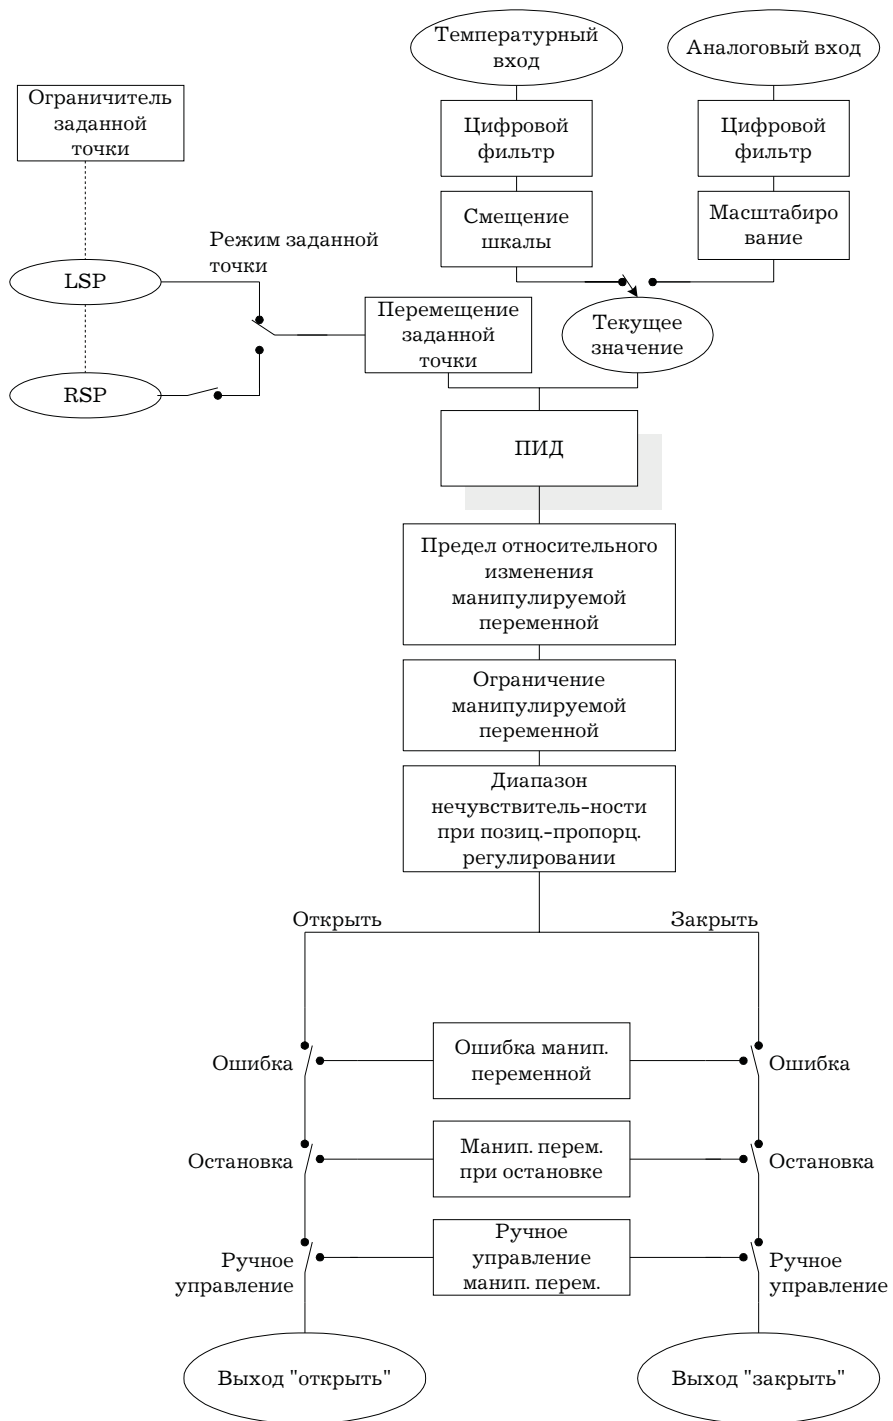 Температурный
вход
Аналоговый вход
Ограничитель
заданной
точки
Цифровой
фильтр
Цифровой
фильтр
Смещение
шкалы
Масштабиро
вание
Режим заданной
точки
LSP
Перемещение
заданной
точки
Текущее
значение
RSP
ПИД
Предел относительного
изменения
манипулируемой
переменной
Ограничение
манипулируемой
переменной
Диапазон
нечувствитель-ности
при позиц.-пропорц.
регулировании
Открыть
Закрыть
Ошибка
Ошибка манип.
переменной
Ошибка
Остановка
Манип. перем.
при остановке
Остановка
Ручное
управление
Ручное
управление
манип. перем.
Ручное
управление
Выход "открыть"
Выход "закрыть"